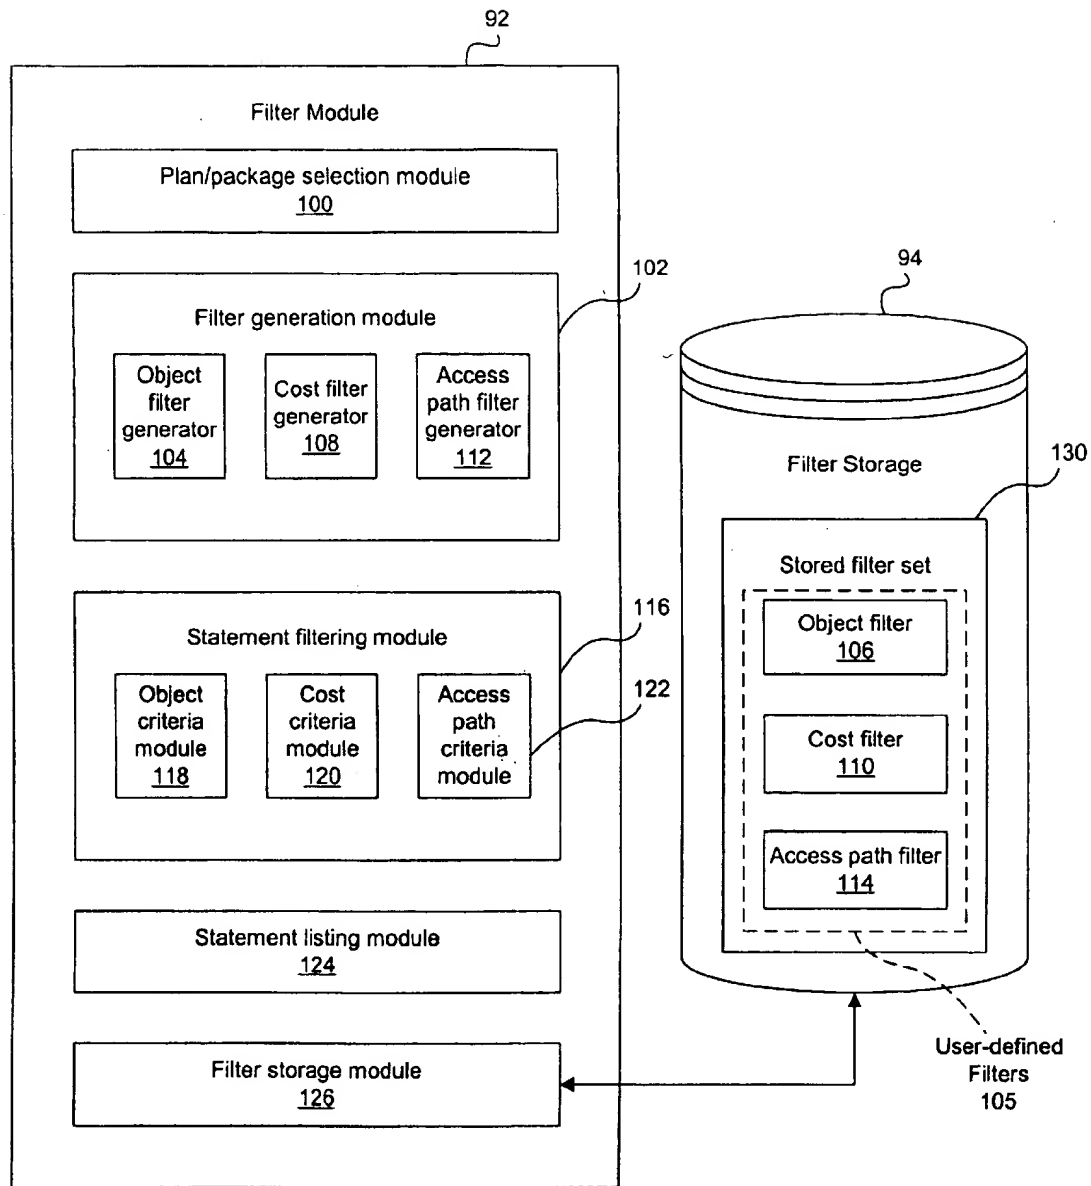 92
Filter Module
Plan/package selection module
100
102
Filter generation module
Object
filter
generator
104
Cost filter
generator
108
Access
path filter
generator
112
116
Statement filtering module
122
Object
criteria
module
118
Cost
criteria
module
120
Access
path
criteria
module
Statement listing module
124
Filter storage module
126
94
Filter Storage
130
Stored filter set
Object filter
106
Cost filter
110
Access path filter
114
User-defined
Filters
105